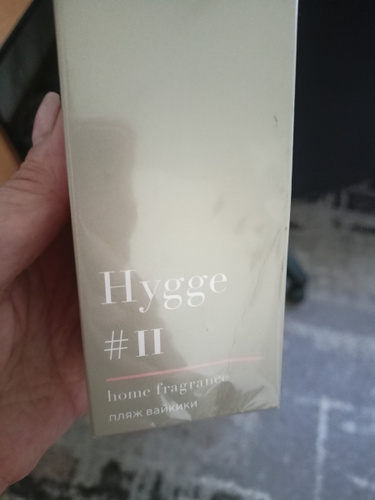 Hygge
#II
home fragrance
пляж вайкики